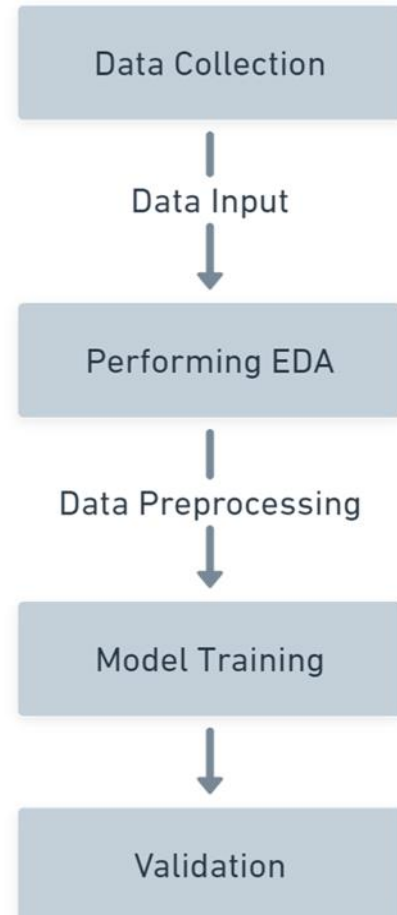 Data Collection
Data Input
Performing EDA
Data Preprocessing
Model Training
Validation